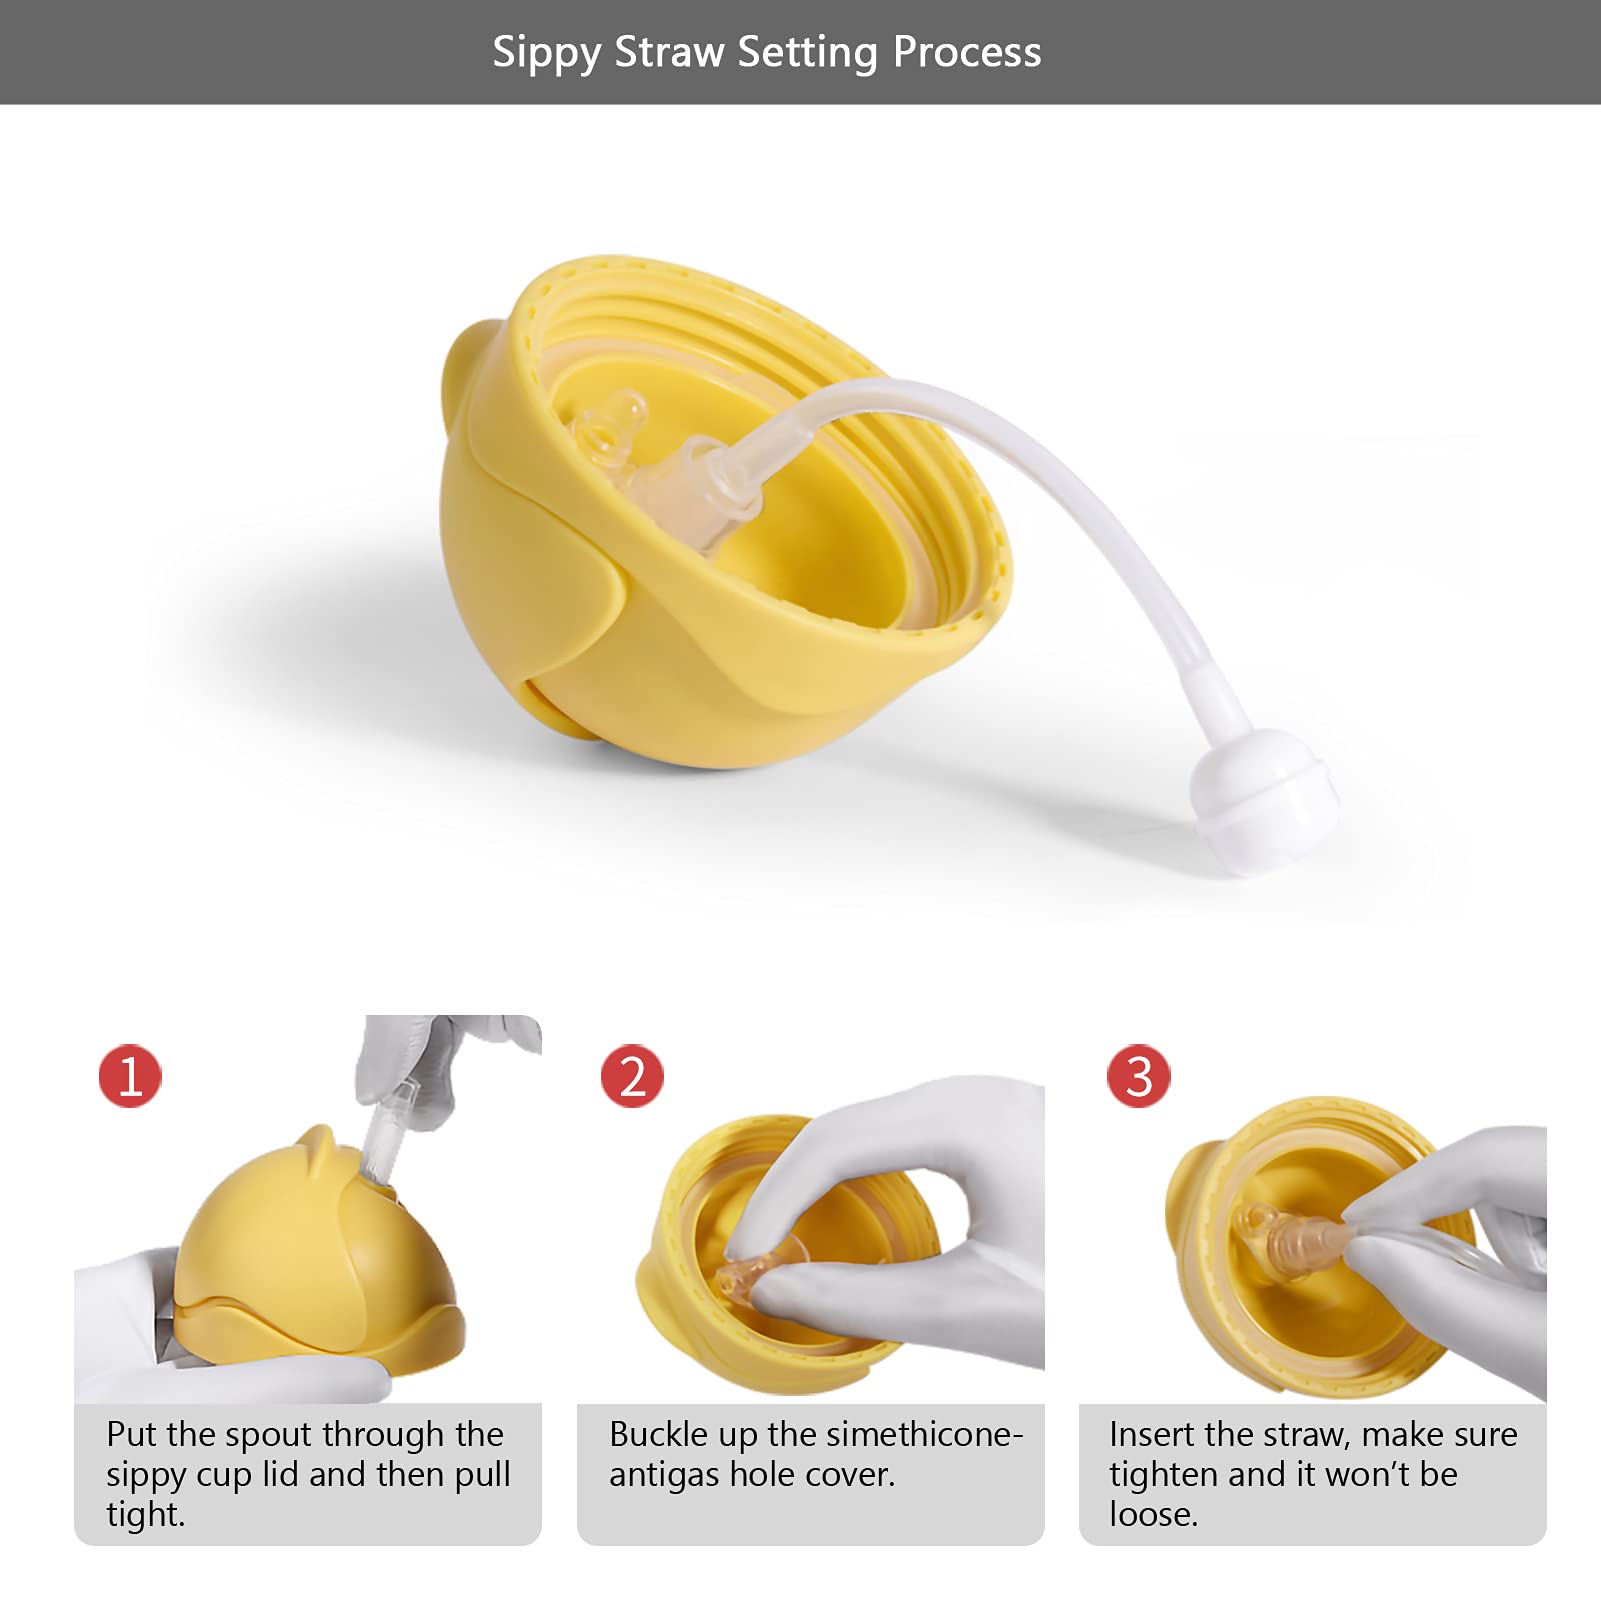 Sippy Straw Setting Process
1
2
3
Put the spout through the
sippy cup lid and then pull
tight.
Buckle up the simethicone-
antigas hole cover.
Insert the straw, make sure
tighten and it won't be
loose.